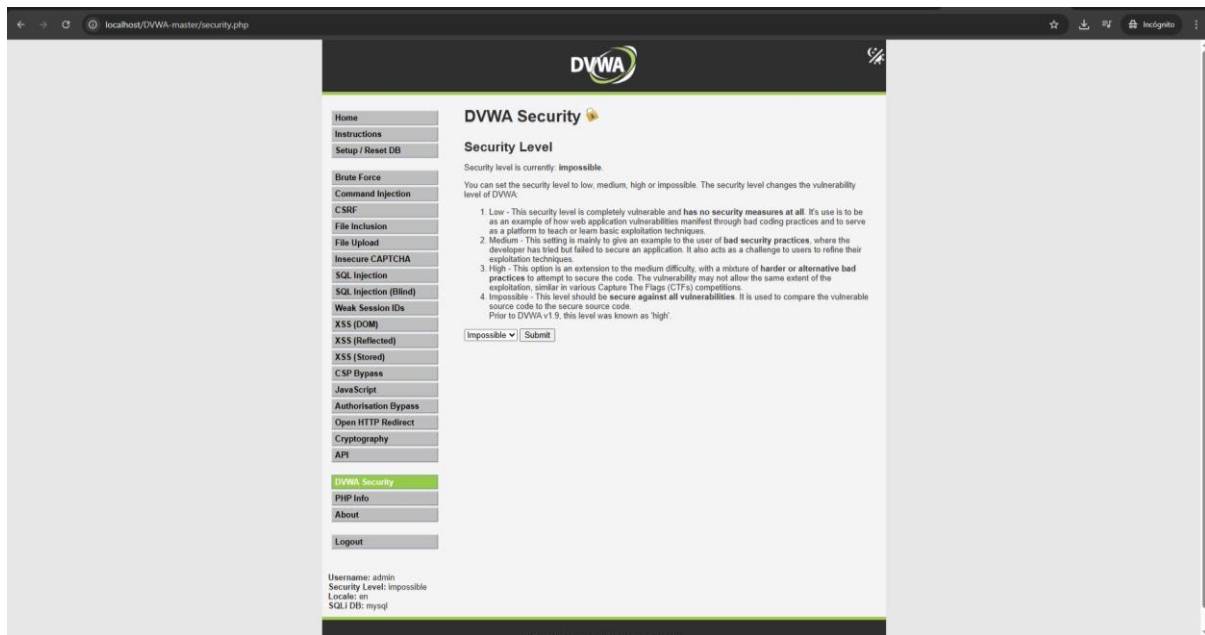 localhost/DVWA-master/security.php
Incógnito
DVWA
Home
Instructions
Setup / Reset DB
Brute Force
Command Injection
CSRF
File Inclusion
File Upload
Insecure CAPTCHA
SQL Injection
SQL Injection (Blind)
Weak Session IDs
XSS (DOM)
XSS (Reflected)
XSS (Stored)
CSP Bypass
JavaScript
Authorisation Bypass
Open HTTP Redirect
Cryptography
API
DVWA Security
PHP Info
About
Logout
Username: admin
Security Level: impossible
Locale: en
SQLi DB: mysql
DVWA Security
Security Level
Security level is currently: impossible.
You can set the security level to low, medium, high or impossible. The security level changes the vulnerability
level of DVWA:
1. Low - This security level is completely vulnerable and has no security measures at all. It's use is to be
as an example of how web application vulnerabilities manifest through bad coding practices and to serve
as a platform to teach or learn basic exploitation techniques.
2. Medium - This setting is mainly to give an example to the user of bad security practices, where the
developer has tried but failed to secure an application. It also acts as a challenge to users to refine their
exploitation techniques.
3. High - This option is an extension to the medium difficulty, with a mixture of harder or alternative bad
practices to attempt to secure the code. The vulnerability may not allow the same extent of the
exploitation, similar in various Capture The Flags (CTFs) competitions.
4. Impossible - This level should be secure against all vulnerabilities. It is used to compare the vulnerable
source code to the secure source code.
Prior to DVWA v1.9, this level was known as 'high'.
Impossible Submit